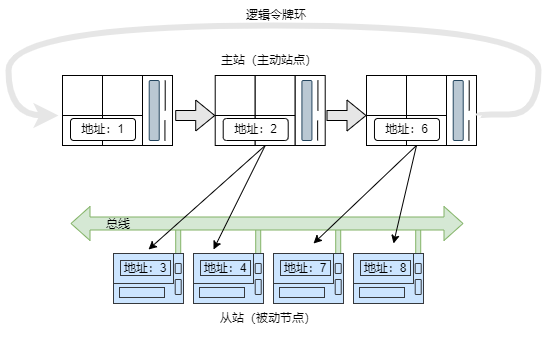 逻辑令牌环
主站（主动站点）
地址：1
地址：2
地址：6
总线
地址：3
地址：4
地址：7
地址：8
从站（被动节点）